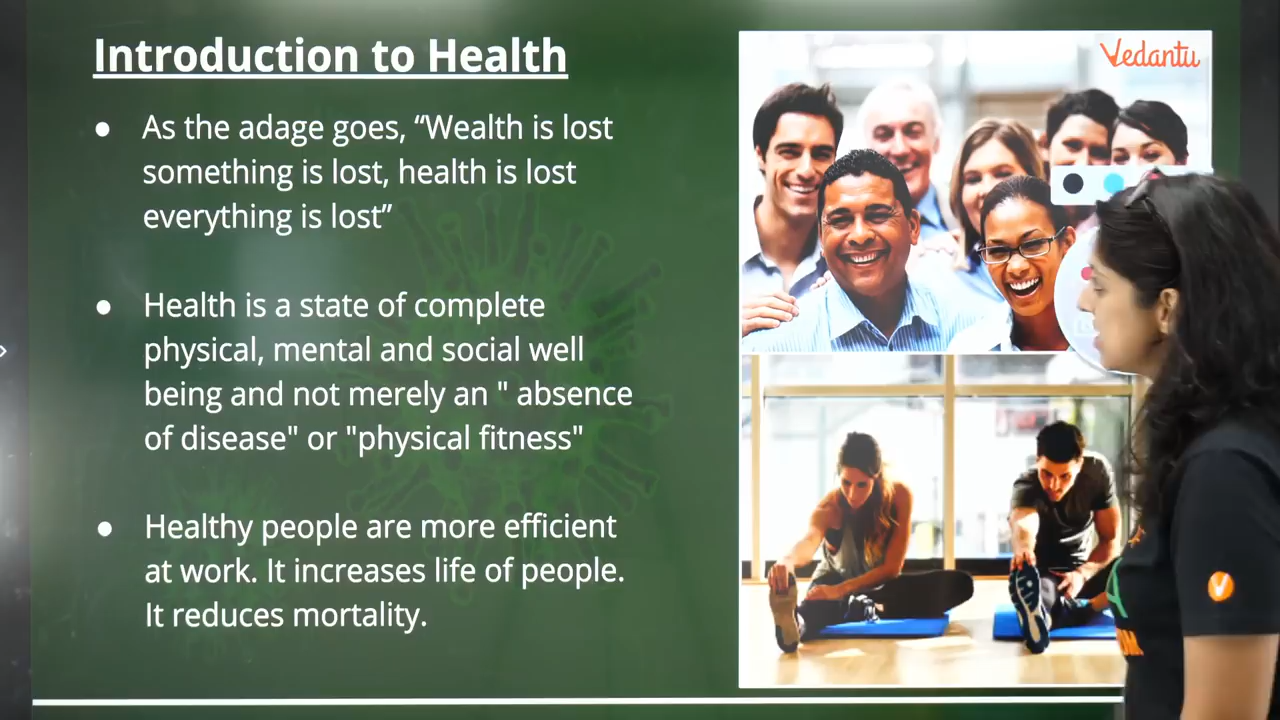 Introduction to Health
Vedantu
● As the adage goes, “Wealth is lost
something is lost, health is lost
everything is lost”
● Health is a state of complete
physical, mental and social well
being and not merely an " absence
of disease" or "physical fitness"
● Healthy people are more efficient
at work. It increases life of people.
It reduces mortality.
V